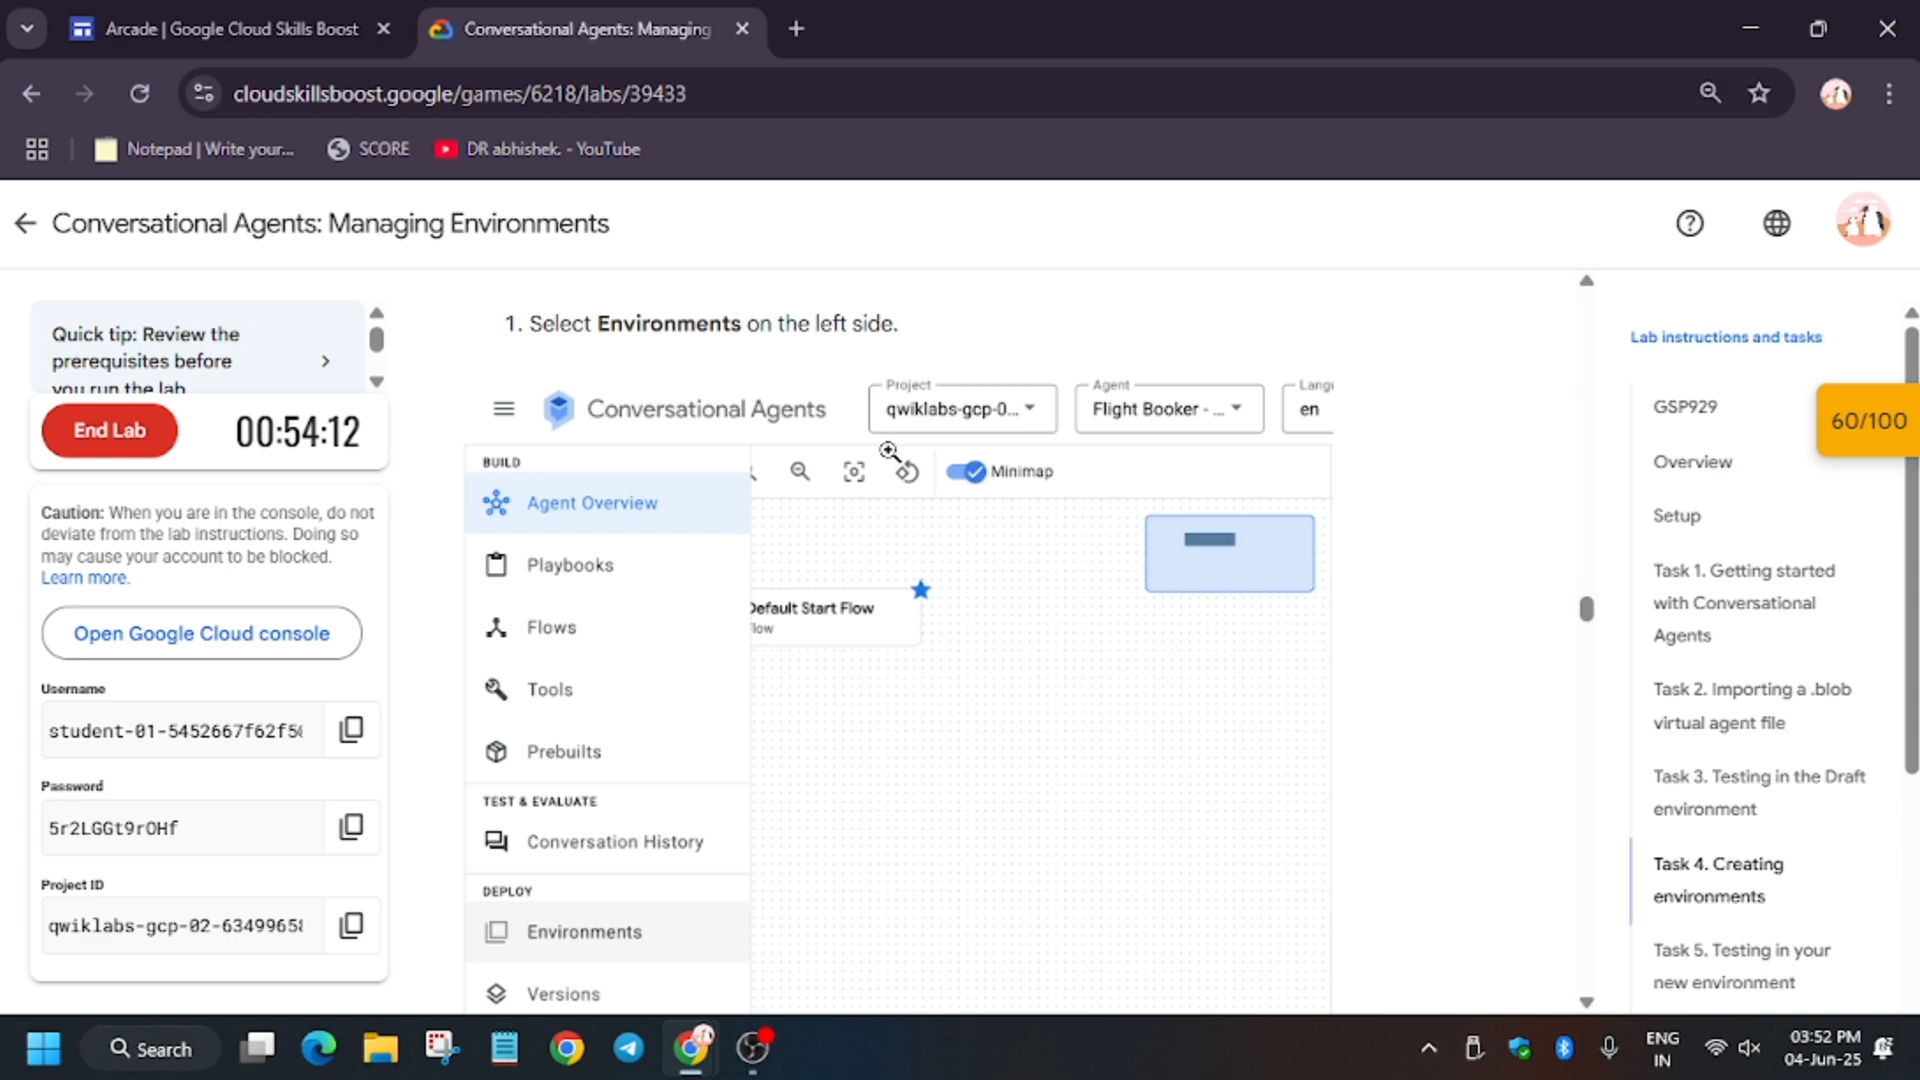 Arcade | Google Cloud Skills Boost
Conversational Agents: Managing
cloudskillsboost.google/games/6218/labs/39433
Notepad | Write your...
SCORE
DR abhishek. - YouTube
Conversational Agents: Managing Environments
Quick tip: Review the
prerequisites before
you run the lab
End Lab
00:54:12
Caution: When you are in the console, do not
deviate from the lab instructions. Doing so
may cause your account to be blocked.
Learn more.
Open Google Cloud console
Username
student-01-5452667f62f5
Password
5r2LGGt9rOHf
Project ID
qwiklabs-gcp-02-6349965
1. Select Environments on the left side.
Conversational Agents
Project
qwiklabs-gcp-0...
Agent
Flight Booker - ...
Langu
en
BUILD
Agent Overview
Playbooks
Flows
Tools
Prebuilts
TEST & EVALUATE
Conversation History
DEPLOY
Environments
Versions
Minimap
Default Start Flow
Flow
Lab instructions and tasks
GSP929
Overview
Setup
Task 1. Getting started
with Conversational
Agents
Task 2. Importing a .blob
virtual agent file
Task 3. Testing in the Draft
environment
Task 4. Creating
environments
Task 5. Testing in your
new environment
60/100
Search
ENG
IN
03:52 PM
04-Jun-25